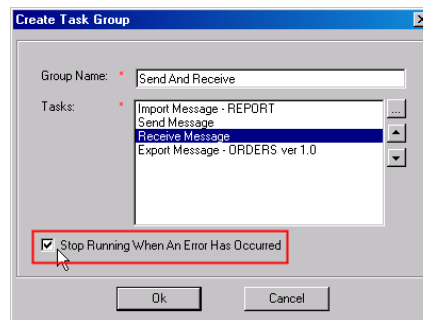 Create Task Group
Group Name: * Send And Receive
Tasks: * Import Message - REPORT
Send Message
Receive Message
Export Message - ORDERS ver 1.0
...
Stop Running When An Error Has Occurred
Ok Cancel